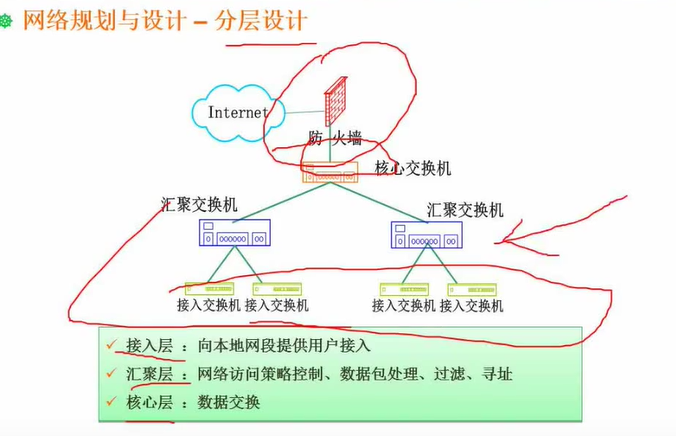 网络规划与设计 – 分层设计
Internet
防火墙
核心交换机
汇聚交换机
汇聚交换机
接入交换机 接入交换机 接入交换机 接入交换机
✓ 接入层 ：向本地网段提供用户接入
✓ 汇聚层 ：网络访问策略控制、数据包处理、过滤、寻址
✓ 核心层 ：数据交换